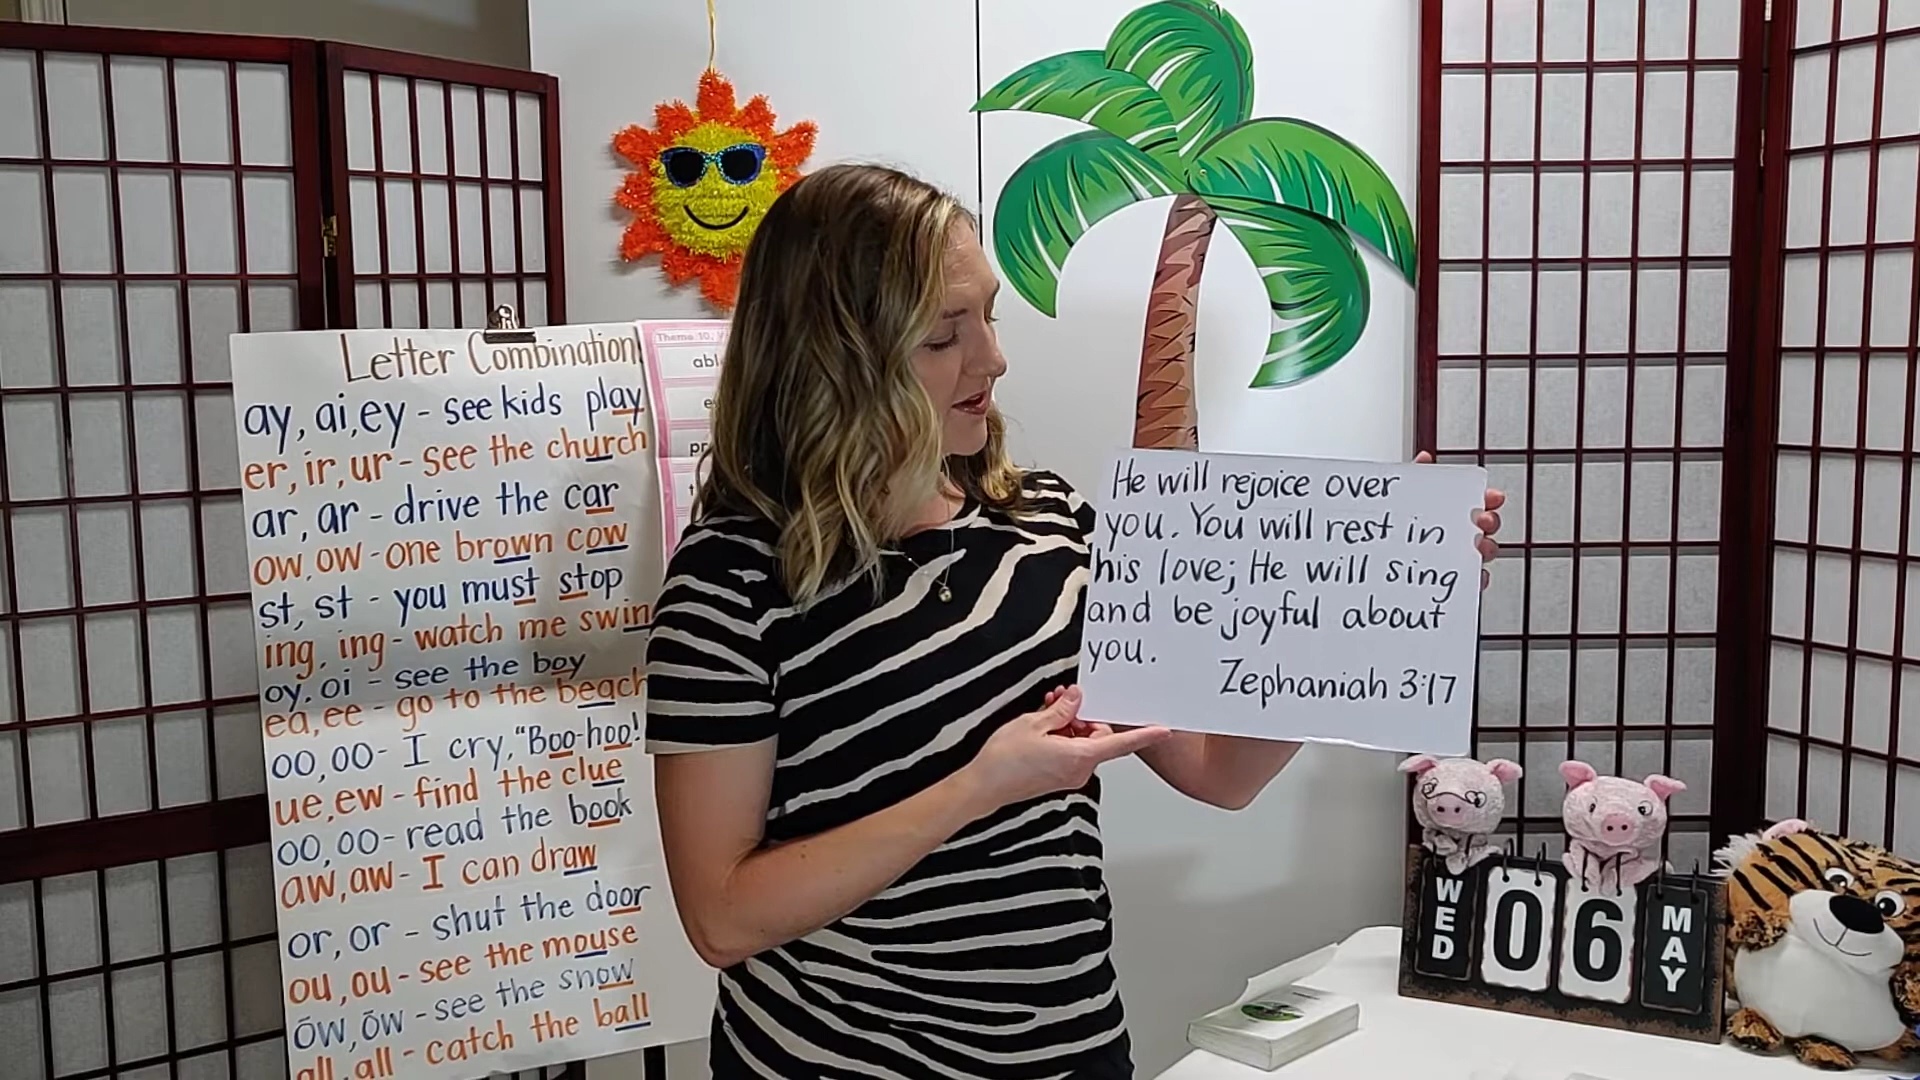 Letter Combination
ay, ai, ey - see kids play
er, ir, ur - see the church
ar, ar - drive the car
ow, ow - one brown cow
st, st - you must stop
ing, ing - watch me swin
oy, oi - see the boy
ea, ee - go to the beach
oo, oo - I cry, "Boo-hoo!
ue, ew - find the clue
oo, oo - read the book
aw, aw - I can draw
or, or - shut the door
ou, ou - see the mouse
ōw, ōw - see the snow
all, all - catch the ball
Theme 10,
He will rejoice over
you. You will rest in
his love; He will sing
and be joyful about
you.
Zephaniah 3:17
WED 06 MAY